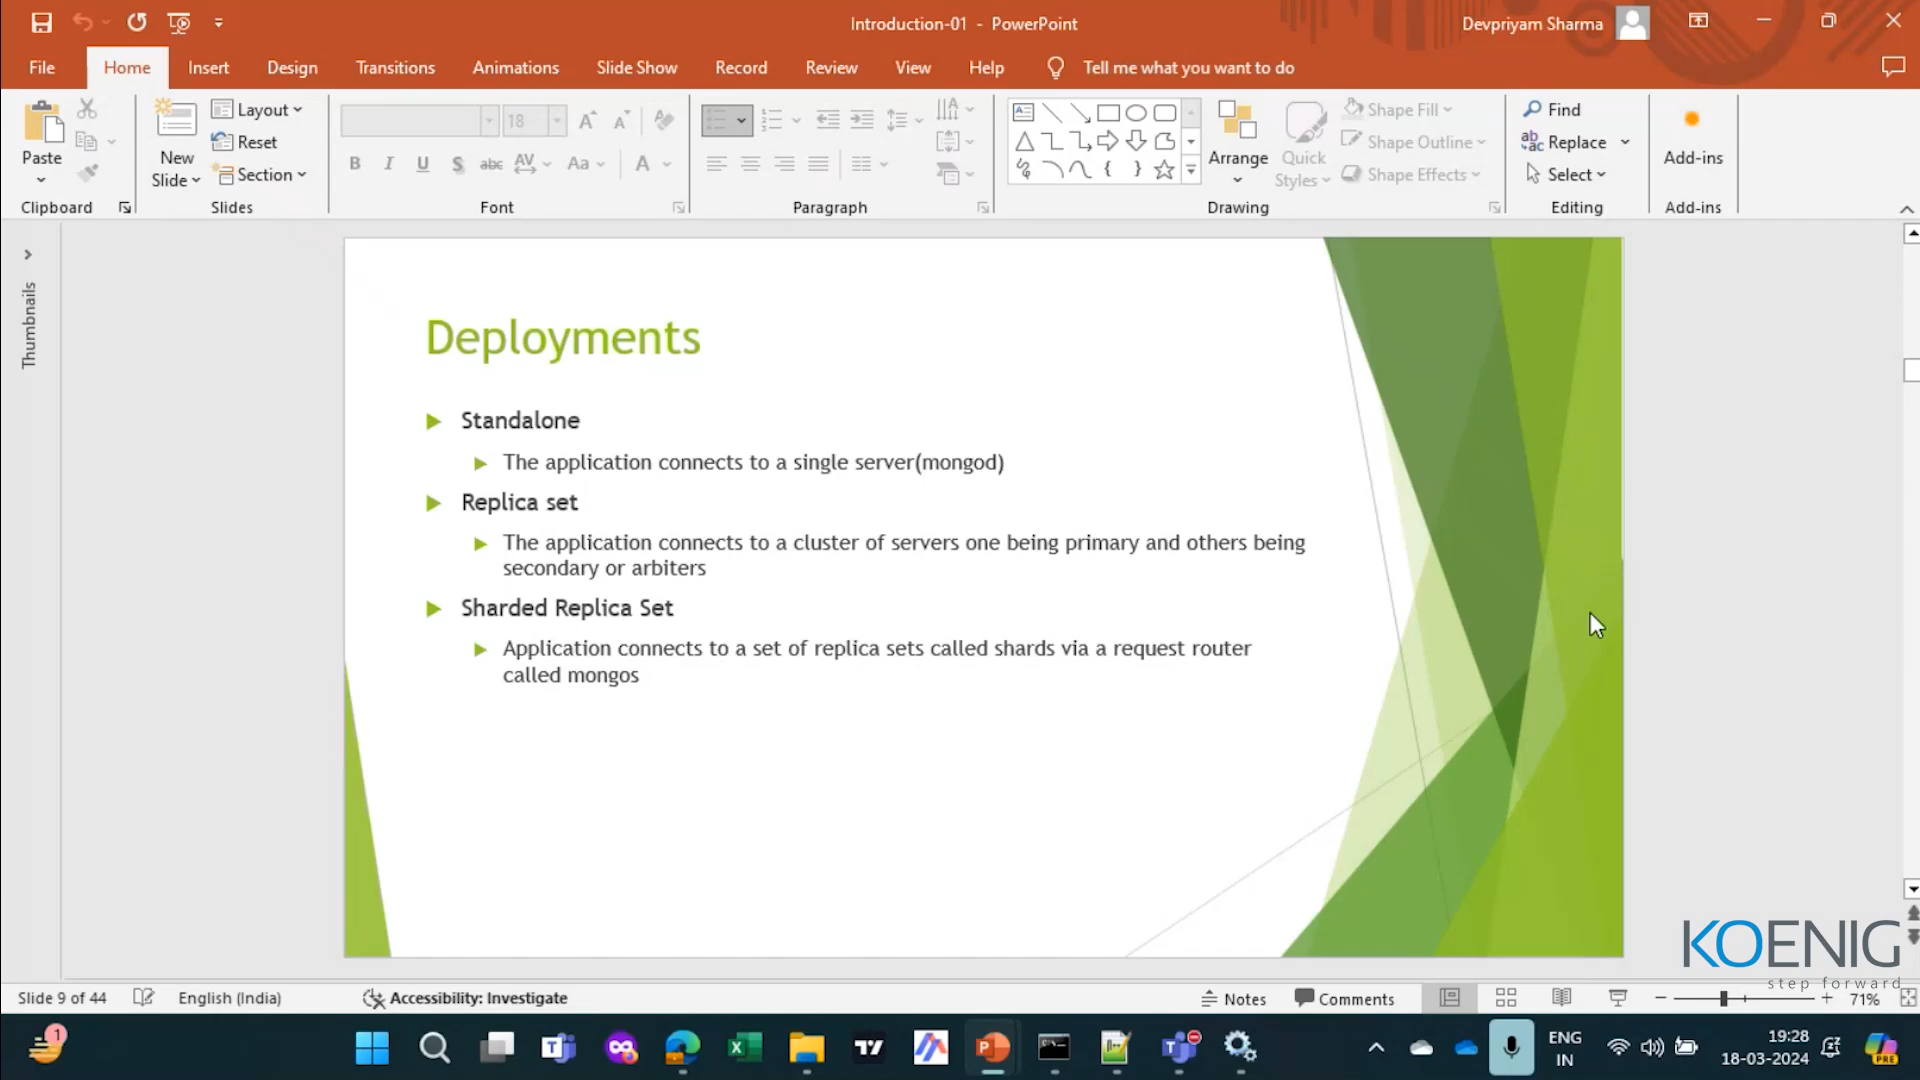 Introduction-01 - PowerPoint
Devpriyam Sharma
File Home Insert Design Transitions Animations Slide Show Record Review View Help Tell me what you want to do
Paste
Clipboard
New
Slide
Layout
Reset
Section
Slides
18
B I U S abc AV Aa A
Font
Paragraph
Arrange
Quick
Styles
Shape Fill
Shape Outline
Shape Effects
Drawing
Find
Replace
Select
Editing
Add-ins
Add-ins
Thumbnails
Deployments
Standalone
The application connects to a single server(mongod)
Replica set
The application connects to a cluster of servers one being primary and others being
secondary or arbiters
Sharded Replica Set
Application connects to a set of replica sets called shards via a request router
called mongos
KOENIG
step forward
Slide 9 of 44 English (India) Accessibility: Investigate Notes Comments 71%
1
ENG
IN
19:28
18-03-2024
PRE